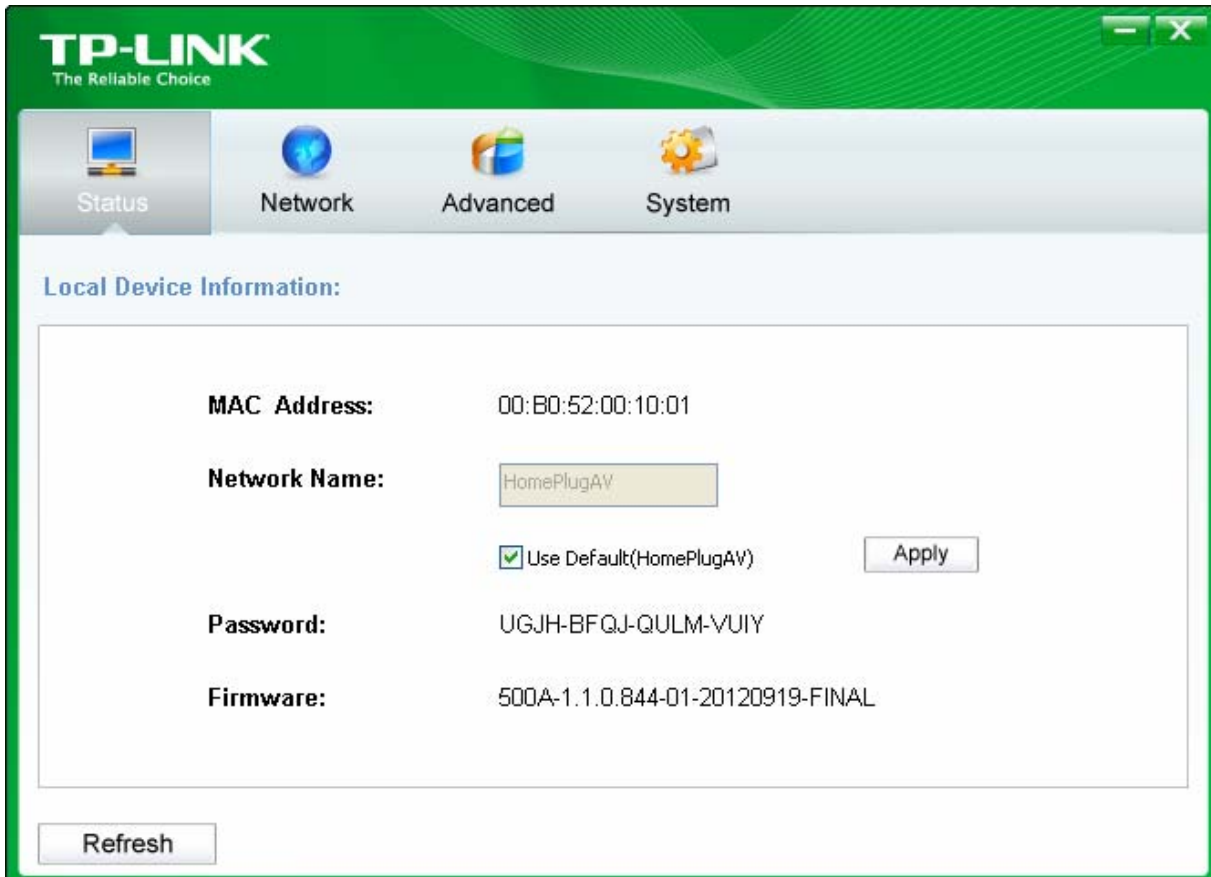 TP-LINK
The Reliable Choice
Status
Network
Advanced
System
Local Device Information:
MAC Address:
00:B0:52:00:10:01
Network Name:
HomePlugAV
Use Default(HomePlugAV)
Apply
Password:
UGJH-BFQJ-QULM-VUIY
Firmware:
500A-1.1.0.844-01-20120919-FINAL
Refresh